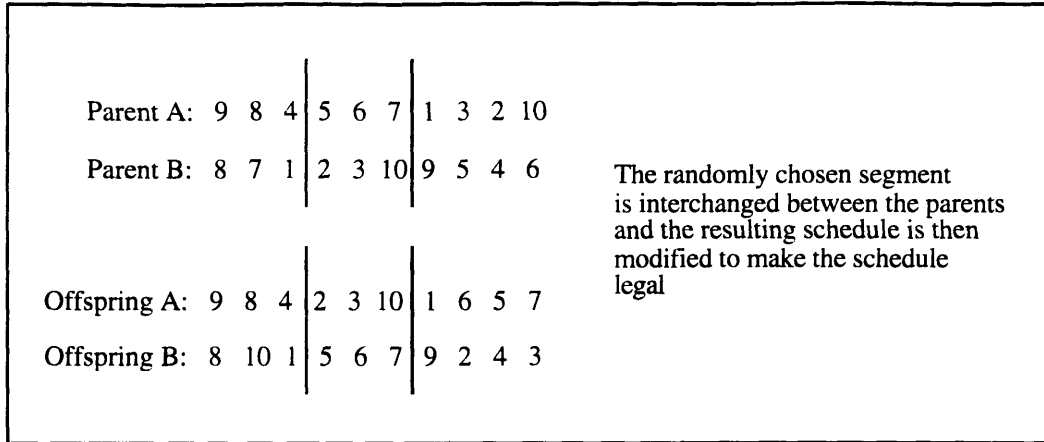 Parent A: 9 8 4 5 6 7 1 3 2 10
Parent B: 8 7 1 2 3 10 9 5 4 6
The randomly chosen segment
is interchanged between the parents
and the resulting schedule is then
modified to make the schedule
legal
Offspring A: 9 8 4 2 3 10 1 6 5 7
Offspring B: 8 10 1 5 6 7 9 2 4 3